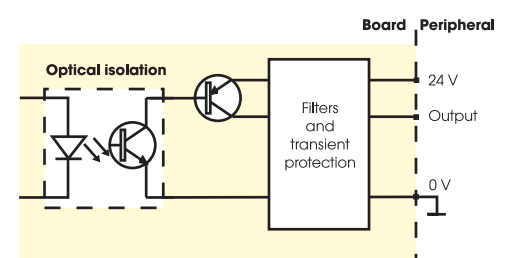 Board Peripheral
Optical isolation
24 V
Filters
and
transient
protection
Output
0 V